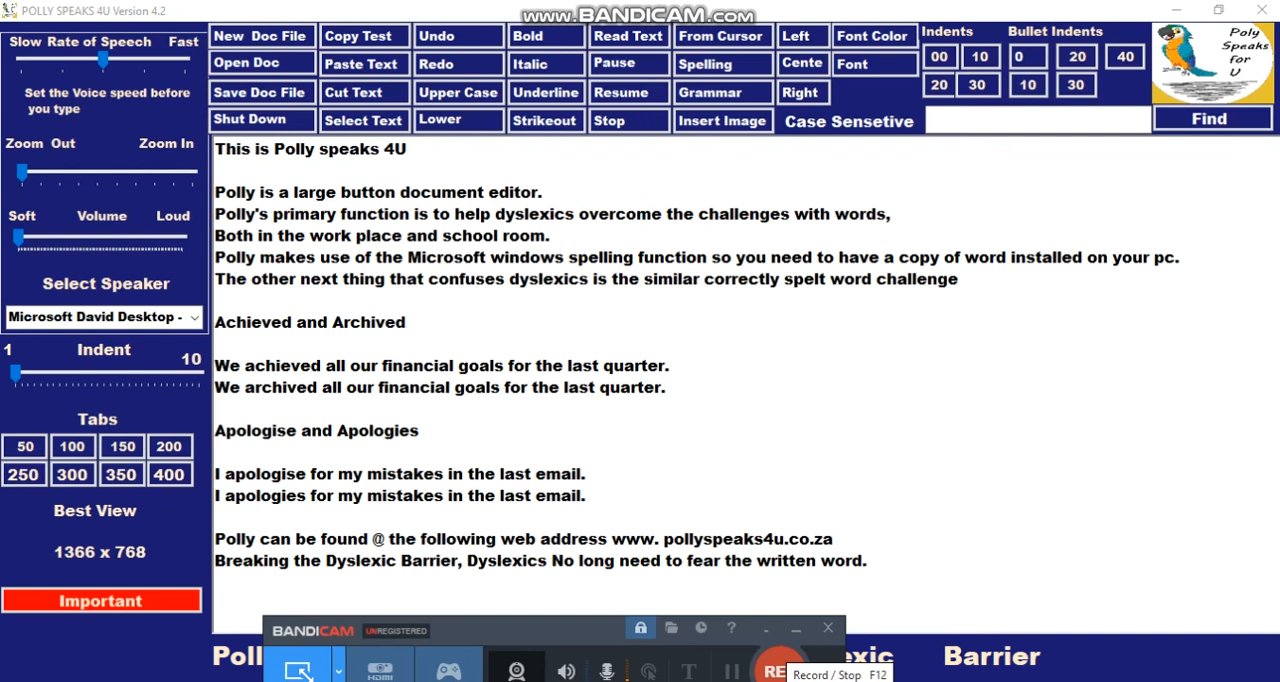 POLLY SPEAKS 4U Version 4.2
www.BANDICAM.com
Slow Rate of Speech Fast
Set the Voice speed before
you type
Zoom Out Zoom In
Soft Volume Loud
Select Speaker
Microsoft David Desktop -
1 Indent 10
Tabs
50 100 150 200
250 300 350 400
Best View
1366 x 768
Important
New Doc File Copy Test Undo Bold Read Text From Cursor Left Font Color
Open Doc Paste Text Redo Italic Pause Spelling Cente Font
Save Doc File Cut Text Upper Case Underline Resume Grammar Right
Shut Down Select Text Lower Strikeout Stop Insert Image Case Sensetive Find
Indents Bullet Indents
00 10 0 20 40
20 30 10 30
Poly
Speaks
for
U
This is Polly speaks 4U
Polly is a large button document editor.
Polly's primary function is to help dyslexics overcome the challenges with words,
Both in the work place and school room.
Polly makes use of the Microsoft windows spelling function so you need to have a copy of word installed on your pc.
The other next thing that confuses dyslexics is the similar correctly spelt word challenge
Achieved and Archived
We achieved all our financial goals for the last quarter.
We archived all our financial goals for the last quarter.
Apologise and Apologies
I apologise for my mistakes in the last email.
I apologies for my mistakes in the last email.
Polly can be found @ the following web address www. pollyspeaks4u.co.za
Breaking the Dyslexic Barrier, Dyslexics No long need to fear the written word.
BANDICAM UNREGISTERED
HDMI
REC
Record / Stop F12
Barrier